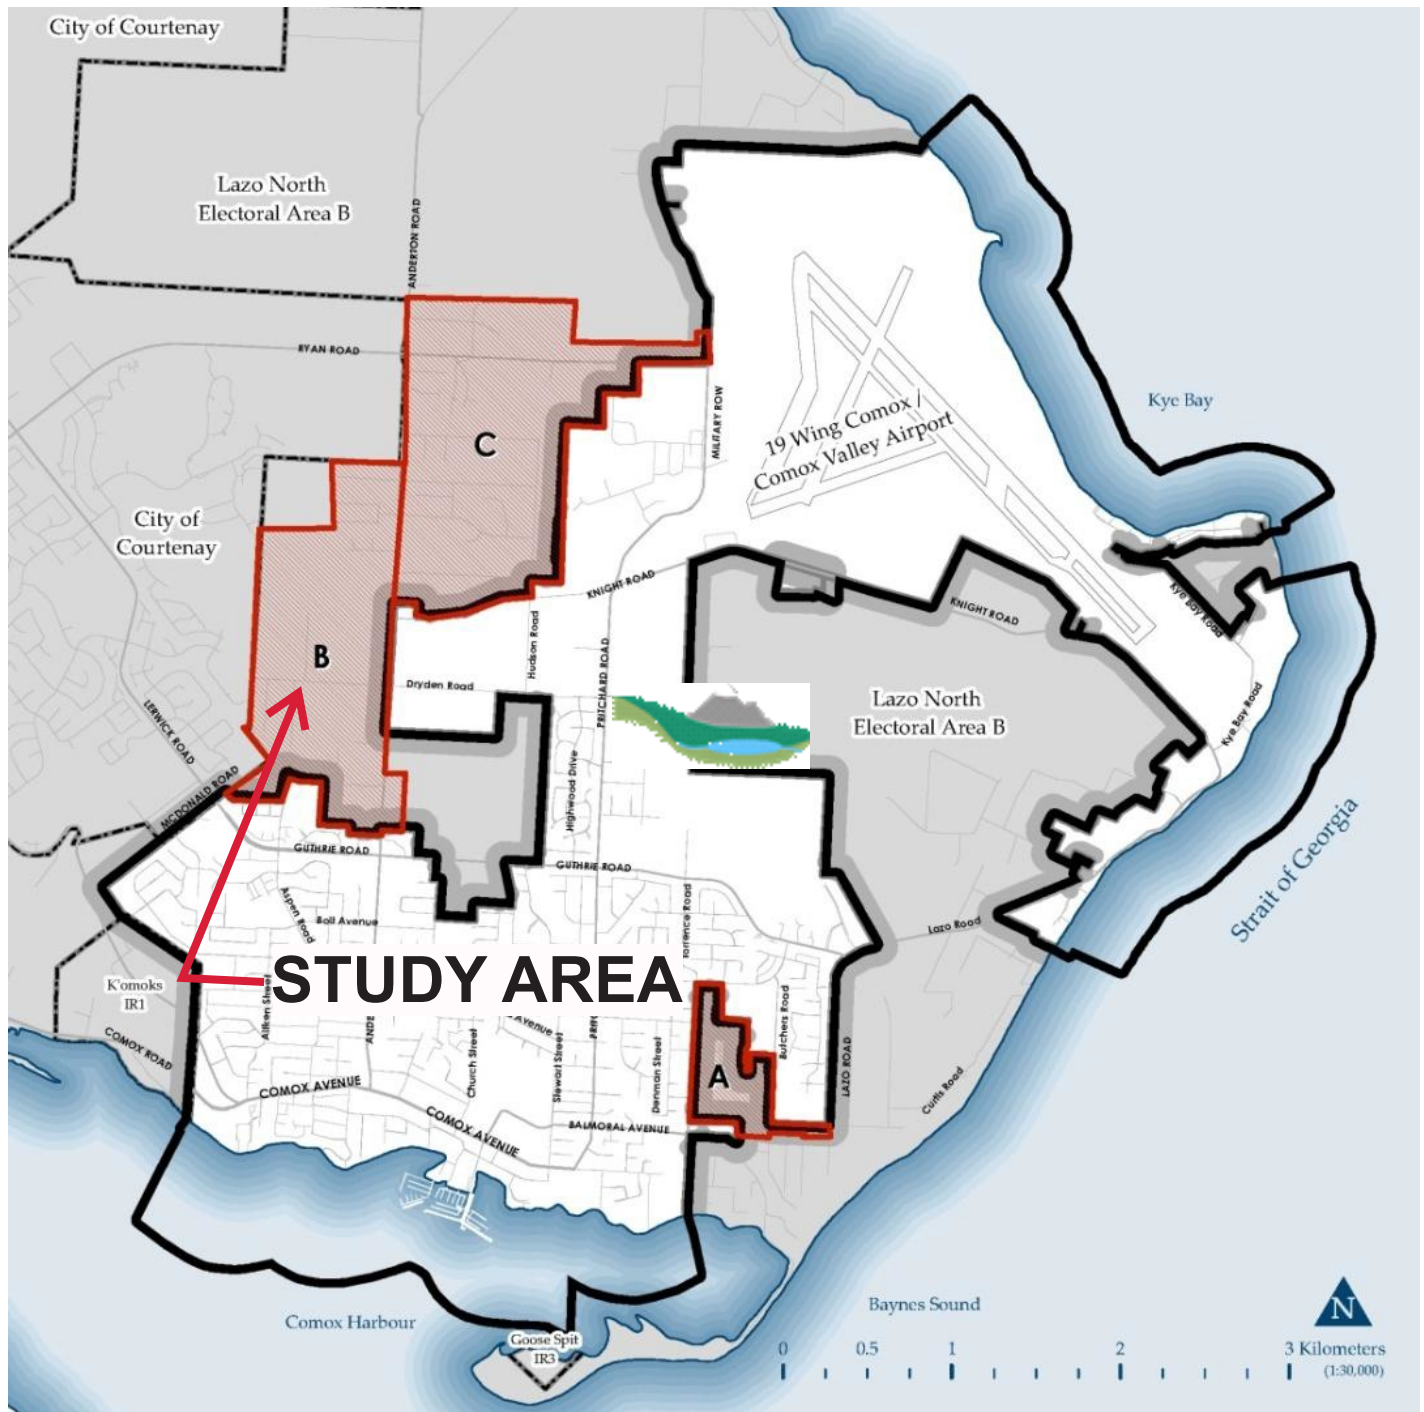 City of Courtenay
Lazo North
Electoral Area B
ANDERTON ROAD
RYAN ROAD
C
MILITARY ROW
19 Wing Comox /
Comox Valley Airport
Kye Bay
City of
Courtenay
KNIGHT ROAD
KNIGHT ROAD
Kye Bay Road
Hudson Road
PRITCHARD ROAD
B
Dryden Road
Lazo North
Electoral Area B
Kye Bay Road
LERWICK ROAD
MCDONALD ROAD
Highwood Drive
Strait of Georgia
GUTHRIE ROAD
GUTHRIE ROAD
Aspen Road
Boll Avenue
Torrence Road
Lazo Road
STUDY AREA
K'omoks
IR1
Aitken Street
ANDE
Avenue
PRITC
Butchers Road
COMOX ROAD
Church Street
Stewart Street
Denman Street
A
LAZO ROAD
Curtis Road
COMOX AVENUE
COMOX AVENUE
BALMORAL AVENUE
Baynes Sound
N
Comox Harbour
Goose Spit
IR3
0 0.5 1 2 3 Kilometers
(1:30,000)